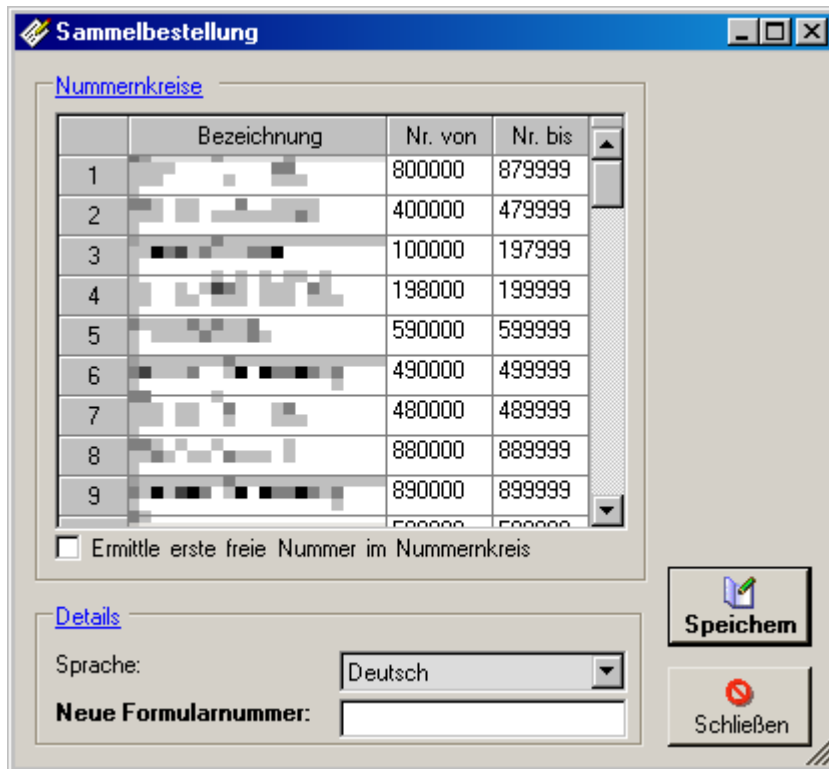 Sammelbestellung
Nummernkreise
Bezeichnung Nr. von Nr. bis
1 800000 879999
2 400000 479999
3 100000 197999
4 198000 199999
5 590000 599999
6 490000 499999
7 480000 489999
8 880000 889999
9 890000 899999
Ermittle erste freie Nummer im Nummernkreis
Details
Sprache: Deutsch
Neue Formularnummer:
Speichern
Schließen